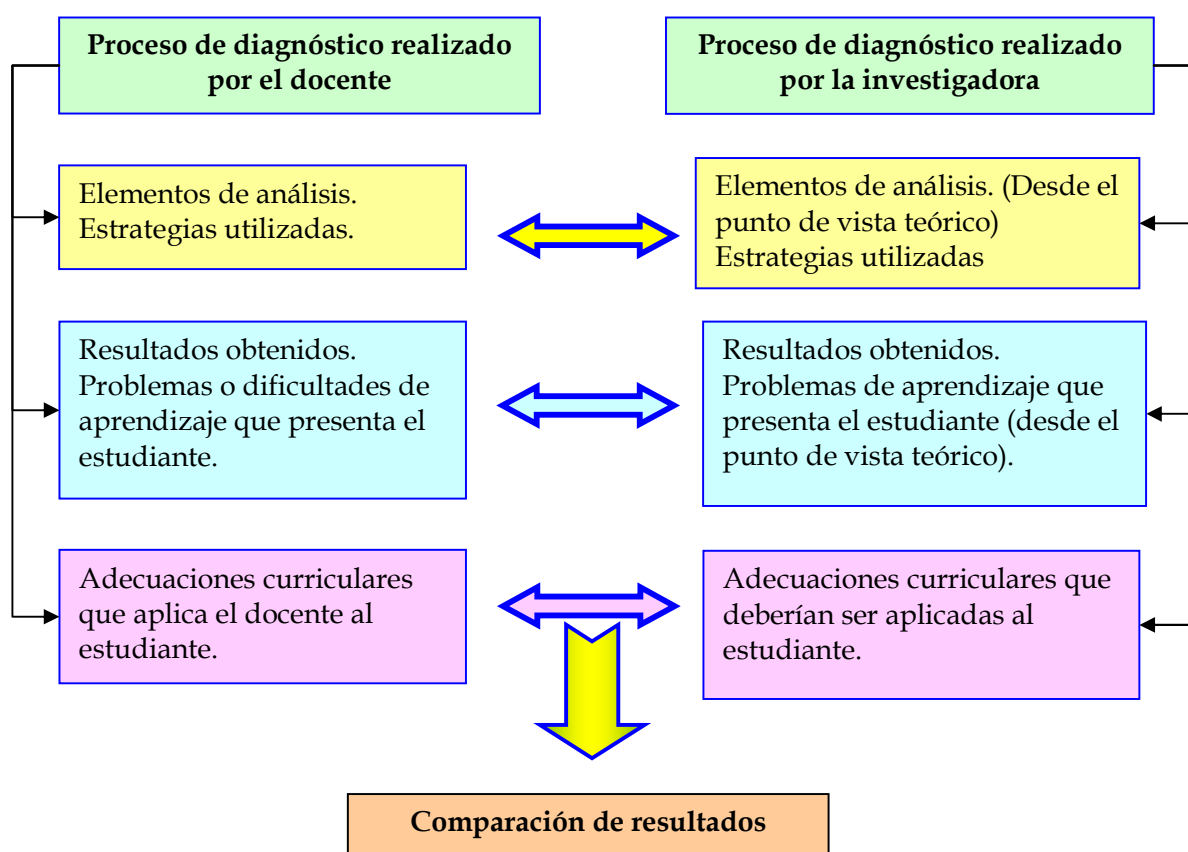 Proceso de diagnóstico realizado
por el docente
Proceso de diagnóstico realizado
por la investigadora
Elementos de análisis.
Estrategias utilizadas.
Elementos de análisis. (Desde el
punto de vista teórico)
Estrategias utilizadas
Resultados obtenidos.
Problemas o dificultades de
aprendizaje que presenta el
estudiante.
Resultados obtenidos.
Problemas de aprendizaje que
presenta el estudiante (desde el
punto de vista teórico).
Adecuaciones curriculares
que aplica el docente al
estudiante.
Adecuaciones curriculares que
deberían ser aplicadas al
estudiante.
Comparación de resultados